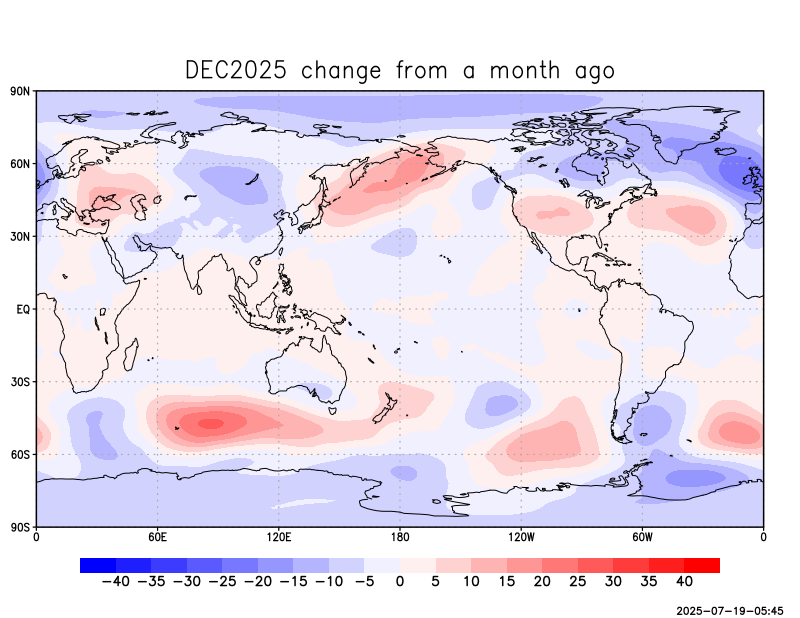 DEC2025 change from a month ago
90N
60N
30N
EQ
30S
60S
90S
0 60E 120E 180 120W 60W 0
−40 −35 −30 −25 −20 −15 −10 −5 0 5 10 15 20 25 30 35 40
2025-07-19-05:45